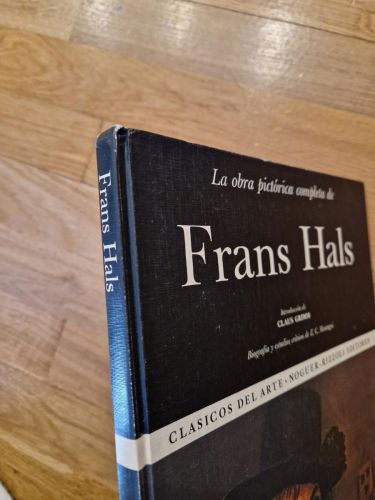 Frans Hals
La obra pictórica completa de
Frans Hals
Introducción de
CLAUS GRIMM
Biografía y estudios críticos de E. C. Montagni
CLASICOS DEL ARTE · NOGUER-RIZZOLI EDITORES